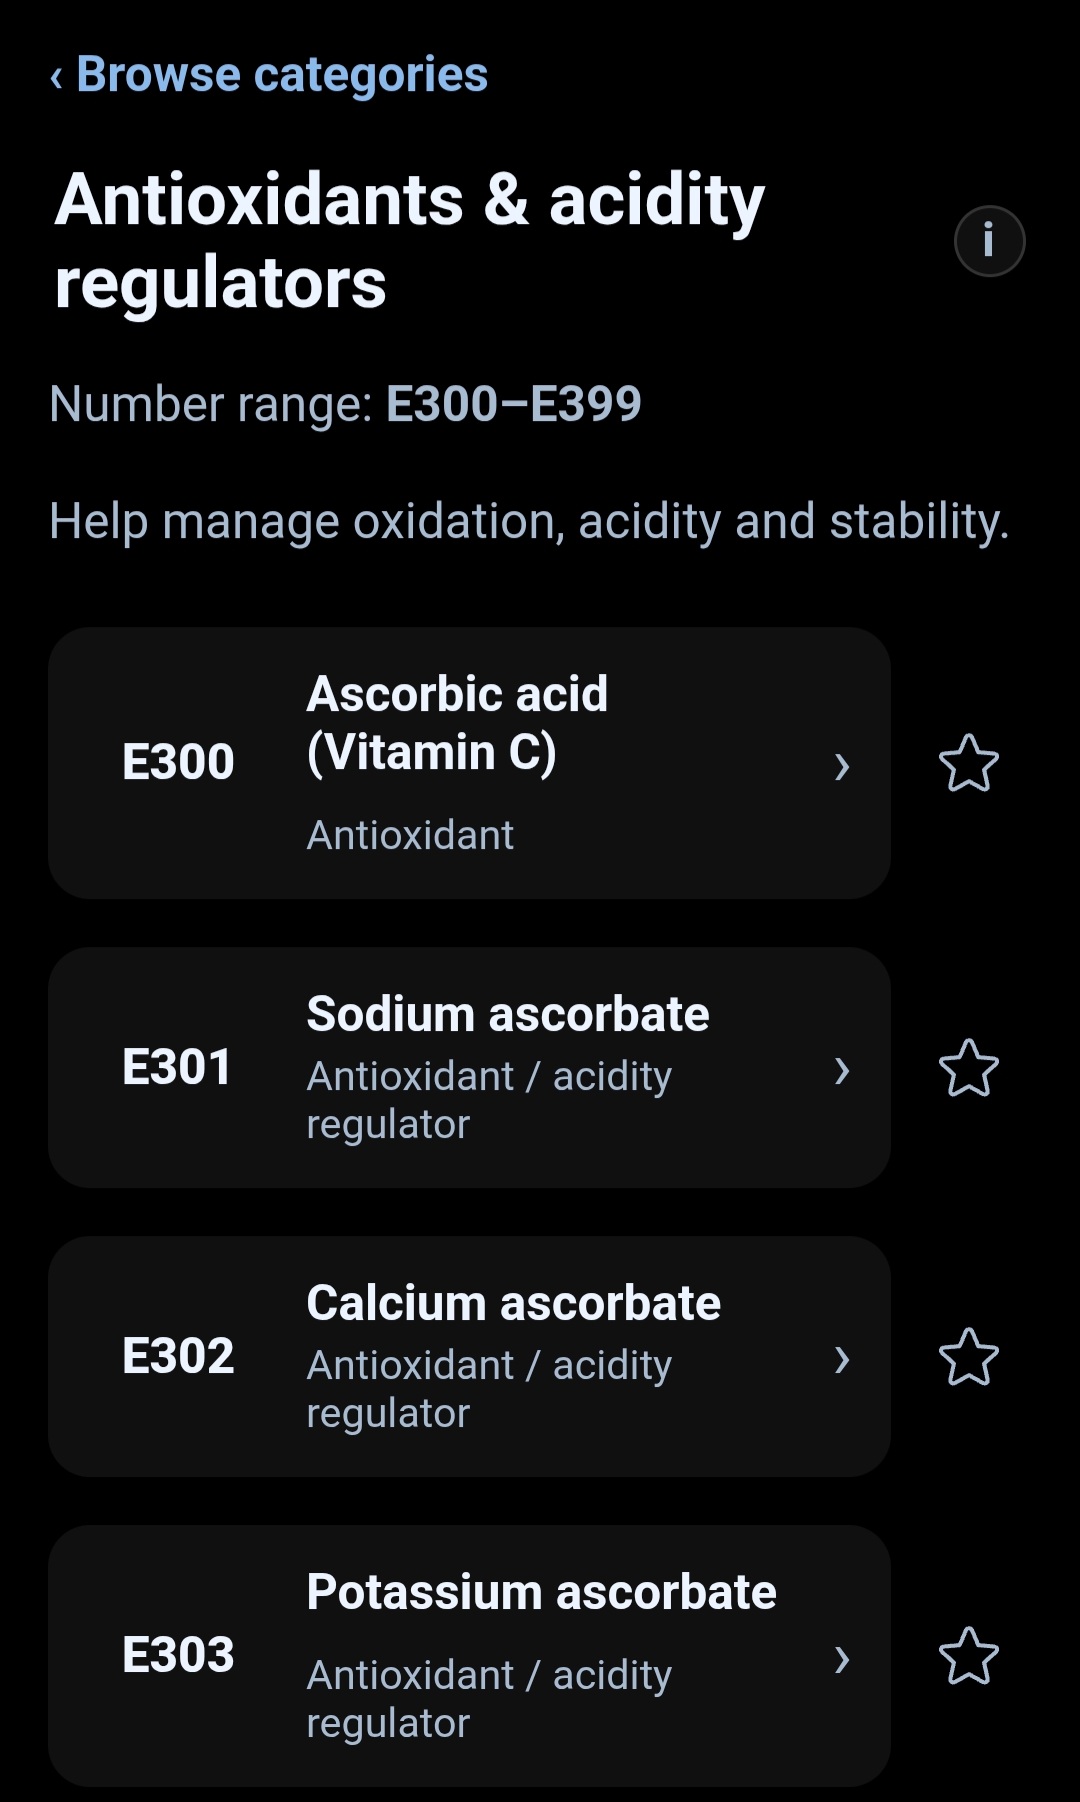 ‹ Browse categories
Antioxidants & acidity
regulators
i
Number range: E300–E399
Help manage oxidation, acidity and stability.
E300
Ascorbic acid
(Vitamin C)
Antioxidant
›
E301
Sodium ascorbate
Antioxidant / acidity
regulator
›
E302
Calcium ascorbate
Antioxidant / acidity
regulator
›
E303
Potassium ascorbate
Antioxidant / acidity
regulator
›